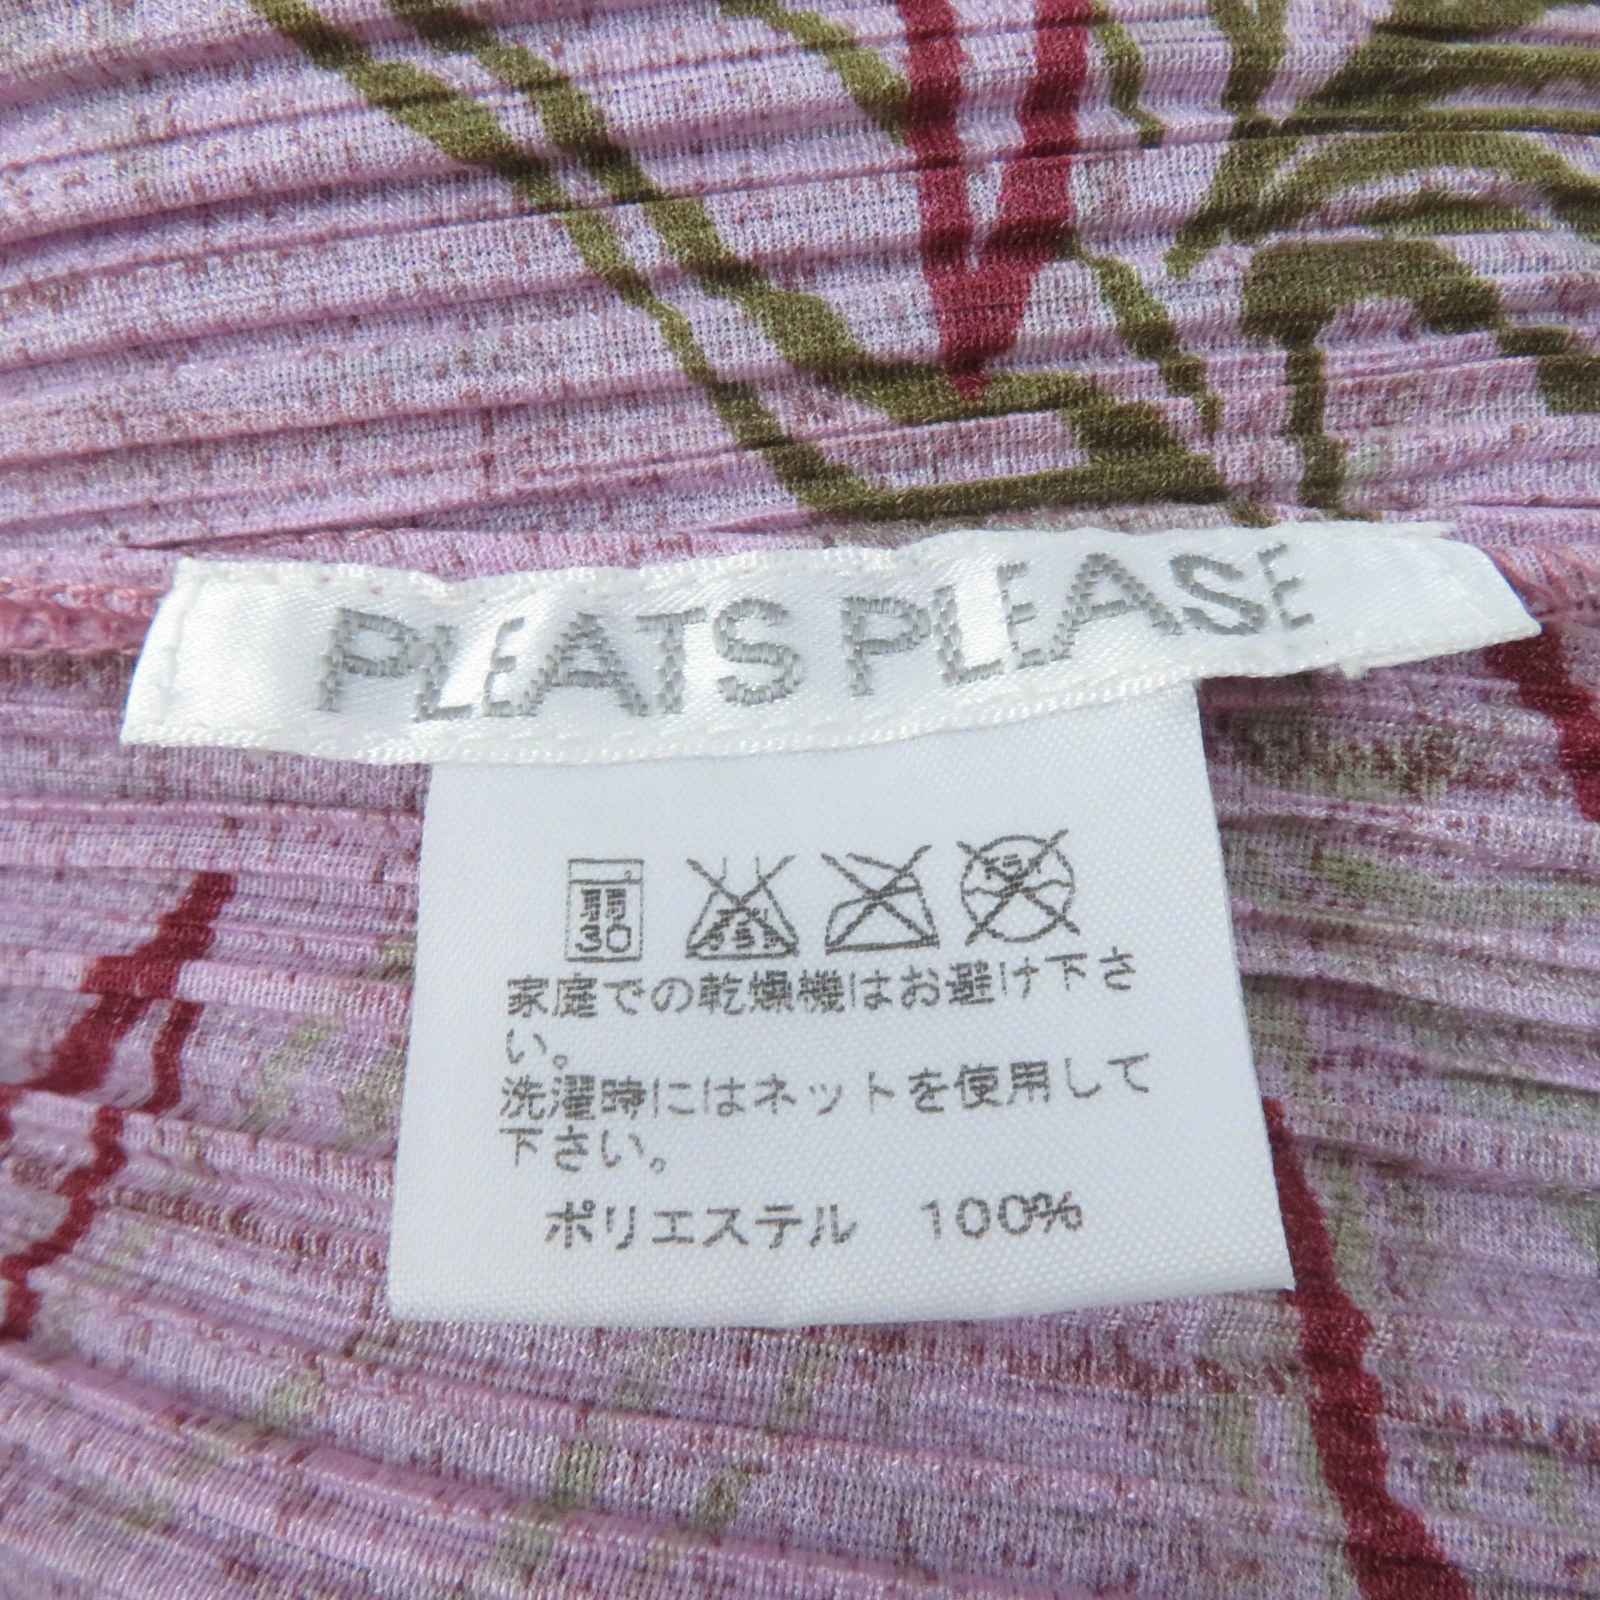 PLEATS PLEASE
30
家庭での乾燥機はお避け下さ
い。
洗濯時にはネットを使用して
下さい。
ポリエステル 100%